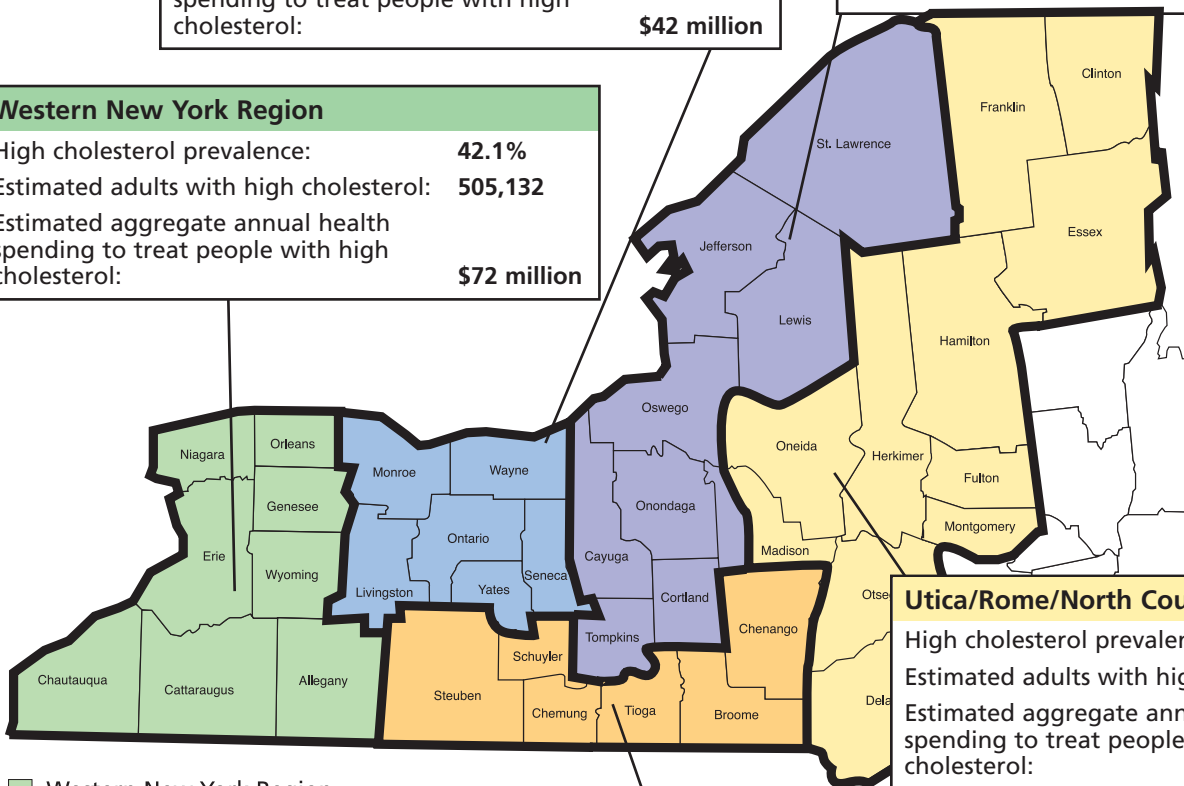 spending to treat people with high
cholesterol: $42 million
Western New York Region
High cholesterol prevalence: 42.1%
Estimated adults with high cholesterol: 505,132
Estimated aggregate annual health
spending to treat people with high
cholesterol: $72 million
Clinton
Franklin
St. Lawrence
Essex
Jefferson
Lewis
Hamilton
Oswego
Oneida
Herkimer
Fulton
Montgomery
Madison
Onondaga
Cayuga
Cortland
Tompkins
Niagara
Orleans
Genesee
Erie
Wyoming
Monroe
Wayne
Ontario
Livingston
Yates
Seneca
Chautauqua
Cattaraugus
Allegany
Steuben
Schuyler
Chemung
Tioga
Broome
Chenango
Otse
Dela
Utica/Rome/North Cou
High cholesterol prevalen
Estimated adults with hig
Estimated aggregate ann
spending to treat people
cholesterol:
Western New York Region